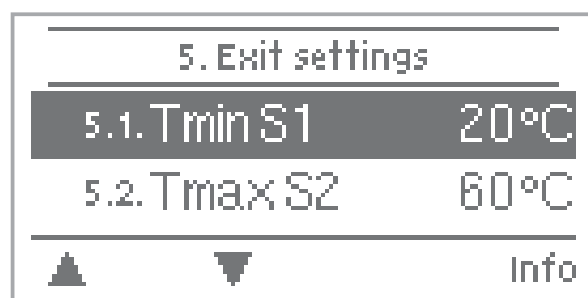 5. Exit settings
5.1. Tmin S1 20°C
5.2. Tmax S2 60°C
Info